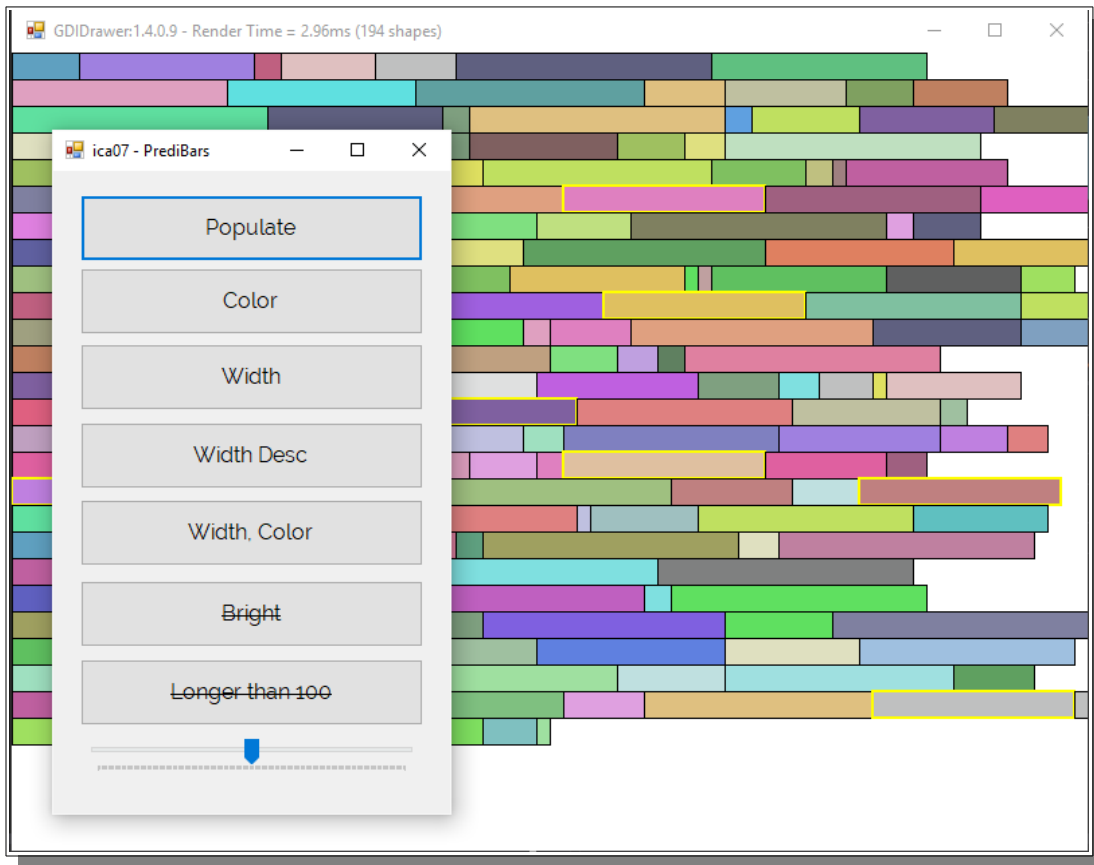 GDIDrawer:1.4.0.9 - Render Time = 2.96ms (194 shapes)
ica07 - PrediBars
Populate
Color
Width
Width Desc
Width, Color
Bright
Longer than 100